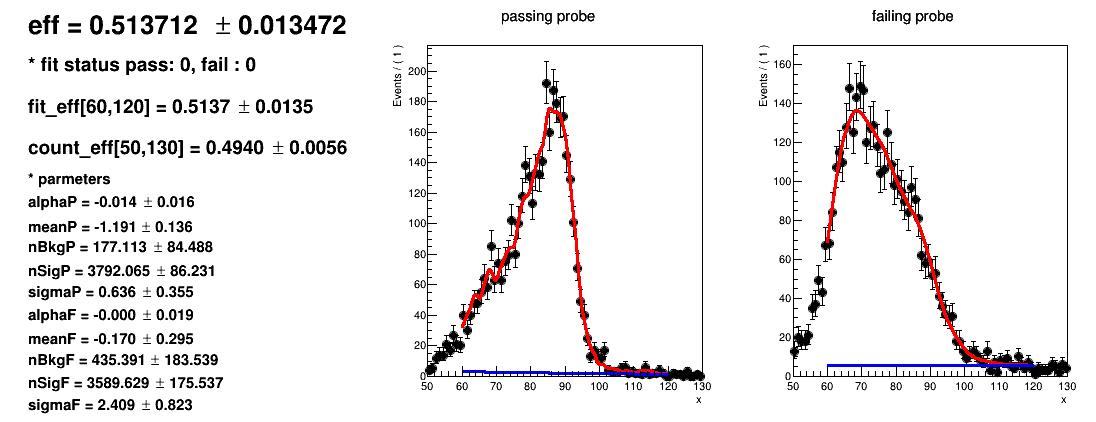 eff = 0.513712 ± 0.013472
* fit status pass: 0, fail : 0
fit_eff[60,120] = 0.5137 ± 0.0135
count_eff[50,130] = 0.4940 ± 0.0056
* parmeters
alphaP = -0.014 ± 0.016
meanP = -1.191 ± 0.136
nBkgP = 177.113 ± 84.488
nSigP = 3792.065 ± 86.231
sigmaP = 0.636 ± 0.355
alphaF = -0.000 ± 0.019
meanF = -0.170 ± 0.295
nBkgF = 435.391 ± 183.539
nSigF = 3589.629 ± 175.537
sigmaF = 2.409 ± 0.823
passing probe
Events / ( 1 )
200
180
160
140
120
100
80
60
40
20
0
50 60 70 80 90 100 110 120 130
x
failing probe
Events / ( 1 )
160
140
120
100
80
60
40
20
0
50 60 70 80 90 100 110 120 130
x